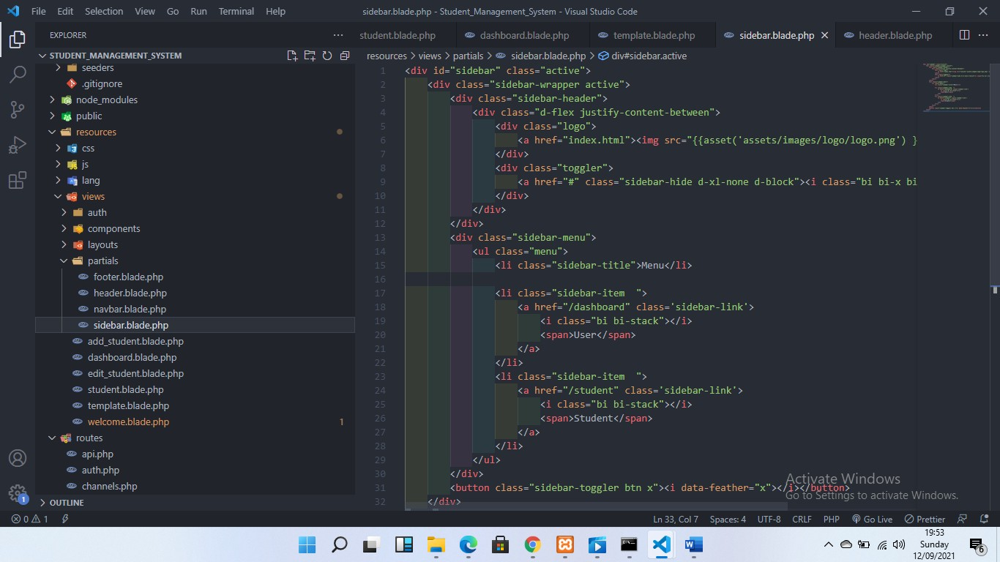 File Edit Selection View Go Run Terminal Help
sidebar.blade.php - Student_Management_System - Visual Studio Code
EXPLORER
student.blade.php dashboard.blade.php template.blade.php sidebar.blade.php header.blade.php
STUDENT_MANAGEMENT_SYSTEM
resources > views > partials > sidebar.blade.php > div#sidebar.active
seeders
.gitignore
node_modules
public
resources
css
js
lang
views
auth
components
layouts
partials
footer.blade.php
header.blade.php
navbar.blade.php
sidebar.blade.php
add_student.blade.php
dashboard.blade.php
edit_student.blade.php
student.blade.php
template.blade.php
welcome.blade.php 1
routes
api.php
auth.php
channels.php
OUTLINE
1 <div id="sidebar" class="active">
2 <div class="sidebar-wrapper active">
3 <div class="sidebar-header">
4 <div class="d-flex justify-content-between">
5 <div class="logo">
6 <a href="index.html"><img src="{{asset('assets/images/logo/logo.png') }
7 </div>
8 <div class="toggler">
9 <a href="#" class="sidebar-hide d-xl-none d-block"><i class="bi bi-x bi
10 </div>
11 </div>
12 </div>
13 <div class="sidebar-menu">
14 <ul class="menu">
15 <li class="sidebar-title">Menu</li>
16
17 <li class="sidebar-item  ">
18 <a href="/dashboard" class='sidebar-link'>
19 <i class="bi bi-stack"></i>
20 <span>User</span>
21 </a>
22 </li>
23 <li class="sidebar-item  ">
24 <a href="/student" class='sidebar-link'>
25 <i class="bi bi-stack"></i>
26 <span>Student</span>
27 </a>
28 </li>
29 </ul>
30 </div>
31 <button class="sidebar-toggler btn x"><i data-feather="x"></i></button>
32 </div>
Activate Windows
Go to Settings to activate Windows.
1
0 1 Ln 33, Col 7 Spaces: 4 UTF-8 CRLF PHP Go Live Prettier
19:53
Sunday
12/09/2021
6